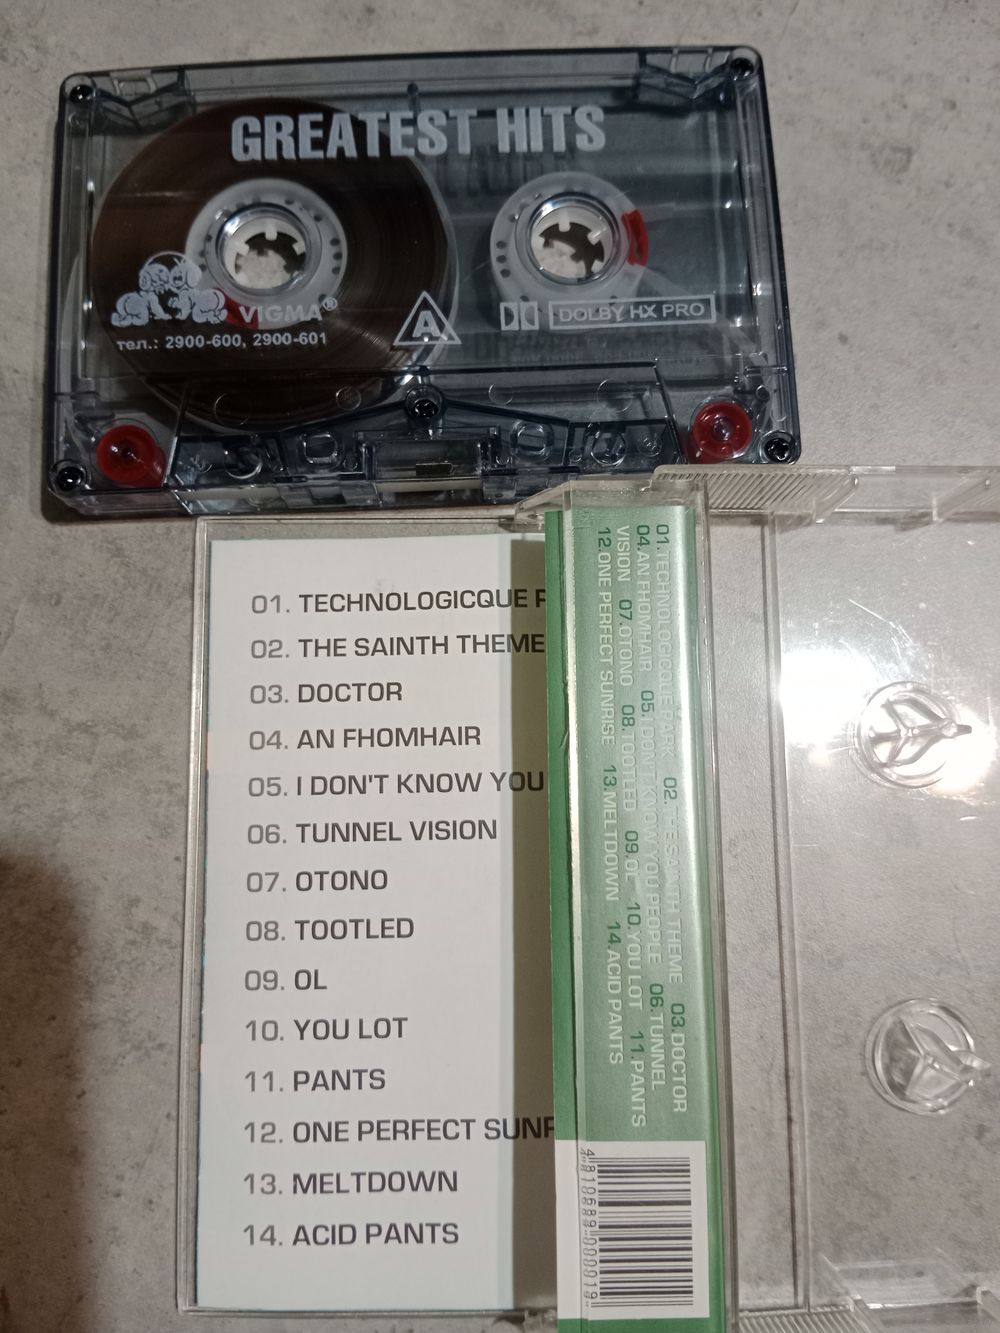 GREATEST HITS
VIGMA®
тел.: 2900-600, 2900-601
A
DOLBY HX PRO
01. TECHNOLOGICQUE P
02. THE SAINTH THEME
03. DOCTOR
04. AN FHOMHAIR
05. I DON'T KNOW YOU
06. TUNNEL VISION
07. OTONO
08. TOOTLED
09. OL
10. YOU LOT
11. PANTS
12. ONE PERFECT SUNR
13. MELTDOWN
14. ACID PANTS
01.TECHNOLOGICQUE PARK 02.THE SAINTH THEME 03.DOCTOR
04.AN FHOMHAIR 05.I DON'T KNOW YOU PEOPLE 06.TUNNEL
VISION 07.OTONO 08.TOOTLED 09.OL 10.YOU LOT 11.PANTS
12.ONE PERFECT SUNRISE 13.MELTDOWN 14.ACID PANTS
4810689000019